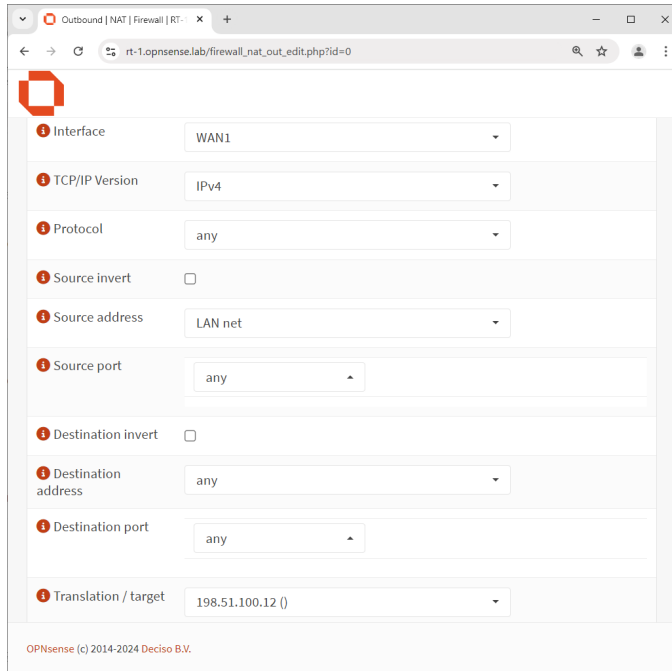 Outbound | NAT | Firewall | RT-
rt-1.opnsense.lab/firewall_nat_out_edit.php?id=0
Interface
WAN1
TCP/IP Version
IPv4
Protocol
any
Source invert
Source address
LAN net
Source port
any
Destination invert
Destination
address
any
Destination port
any
Translation / target
198.51.100.12 ()
OPNsense (c) 2014-2024 Deciso B.V.